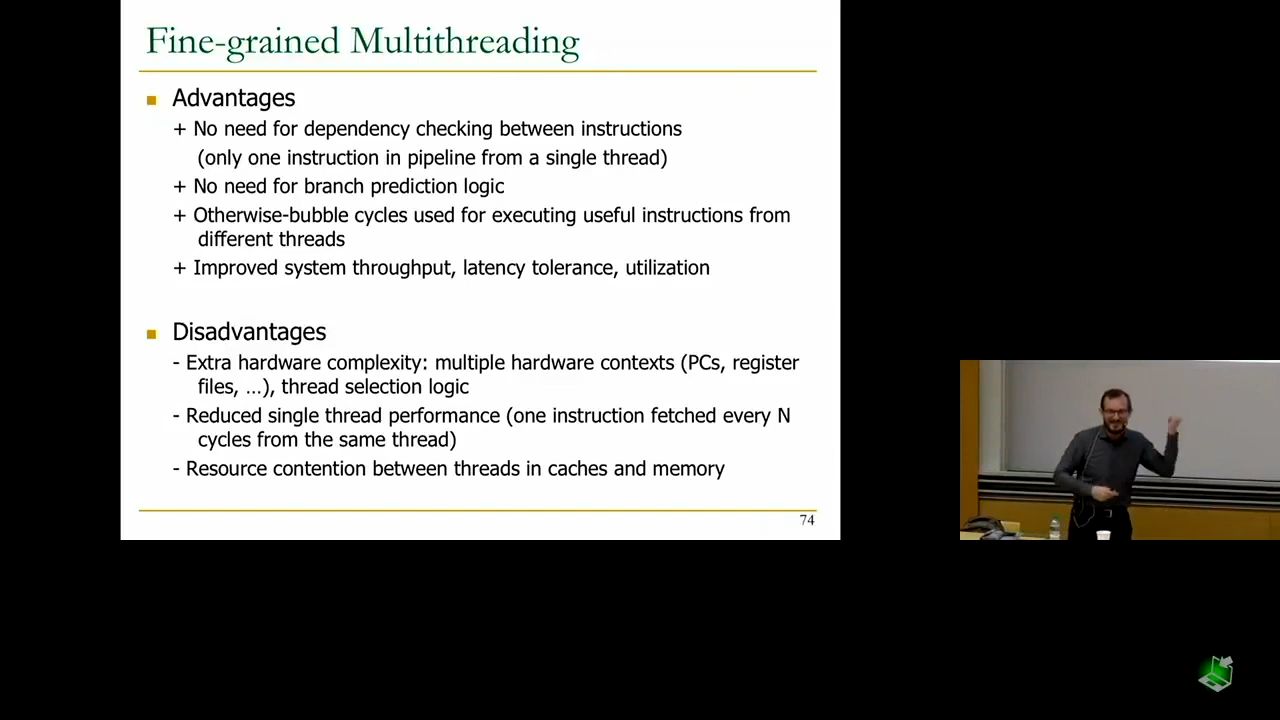 Fine-grained Multithreading
Advantages
+ No need for dependency checking between instructions
(only one instruction in pipeline from a single thread)
+ No need for branch prediction logic
+ Otherwise-bubble cycles used for executing useful instructions from
different threads
+ Improved system throughput, latency tolerance, utilization
Disadvantages
- Extra hardware complexity: multiple hardware contexts (PCs, register
files, …), thread selection logic
- Reduced single thread performance (one instruction fetched every N
cycles from the same thread)
- Resource contention between threads in caches and memory
74